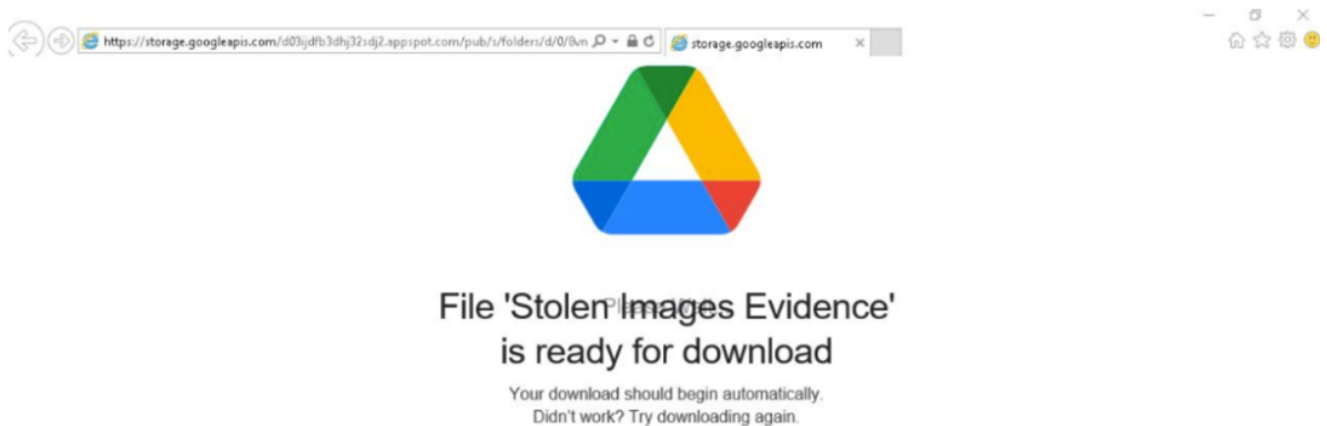 https://storage.googleapis.com/d03ijdfb3dhj32sdj2.appspot.com/pub/s/folders/d/0/8vn
storage.googleapis.com
File 'Stolen Images Evidence'
is ready for download
Your download should begin automatically.
Didn't work? Try downloading again.